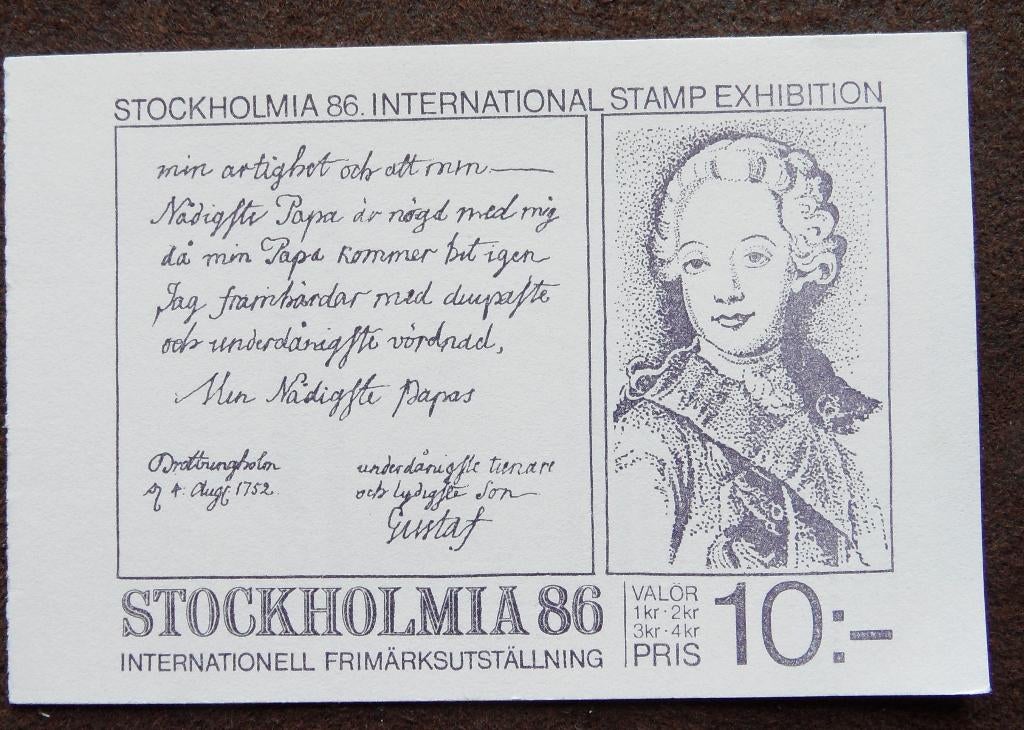 STOCKHOLMIA 86. INTERNATIONAL STAMP EXHIBITION
min artighet och att min
Nådigste Papa är nögd med mig
då min Papa kommer hit igen
Jag framhärdar med diupaste
och underdånigste vördnad,
Min Nådigste Papas
Drottningholm
4. Aug. 1752.
underdånigste tienare
och lydigste Son
Gustaf
STOCKHOLMIA 86
INTERNATIONELL FRIMÄRKSUTSTÄLLNING
VALÖR
1kr · 2kr
3kr · 4kr
PRIS
10:–